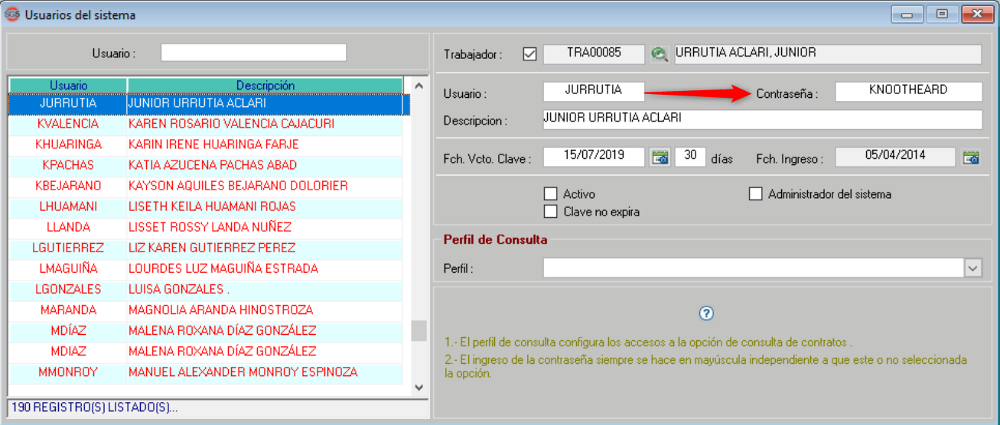 SG5 Usuarios del sistema
Usuario :
Usuario Descripción
JURRUTIA JUNIOR URRUTIA ACLARI
KVALENCIA KAREN ROSARIO VALENCIA CAJACURI
KHUARINGA KARIN IRENE HUARINGA FARJE
KPACHAS KATIA AZUCENA PACHAS ABAD
KBEJARANO KAYSON AQUILES BEJARANO DOLORIER
LHUAMANI LISETH KEILA HUAMANI ROJAS
LLANDA LISSET ROSSY LANDA NUÑEZ
LGUTIERREZ LIZ KAREN GUTIERREZ PEREZ
LMAGUIÑA LOURDES LUZ MAGUIÑA ESTRADA
LGONZALES LUISA GONZALES .
MARANDA MAGNOLIA ARANDA HINOSTROZA
MDÍAZ MALENA ROXANA DÍAZ GONZÁLEZ
MDIAZ MALENA ROXANA DÍAZ GONZÁLEZ
MMONROY MANUEL ALEXANDER MONROY ESPINOZA
190 REGISTRO(S) LISTADO(S)...
Trabajador : TRA00085 URRUTIA ACLARI, JUNIOR
Usuario : JURRUTIA Contraseña : KNOOTHEARD
Descripcion : JUNIOR URRUTIA ACLARI
Fch. Vcto. Clave : 15/07/2019 30 días Fch. Ingreso : 05/04/2014
Activo Administrador del sistema
Clave no expira
Perfil de Consulta
Perfil :
?
1.- El perfil de consulta configura los accesos a la opción de consulta de contratos .
2.- El ingreso de la contraseña siempre se hace en mayúscula independiente a que este o no seleccionada
la opción.